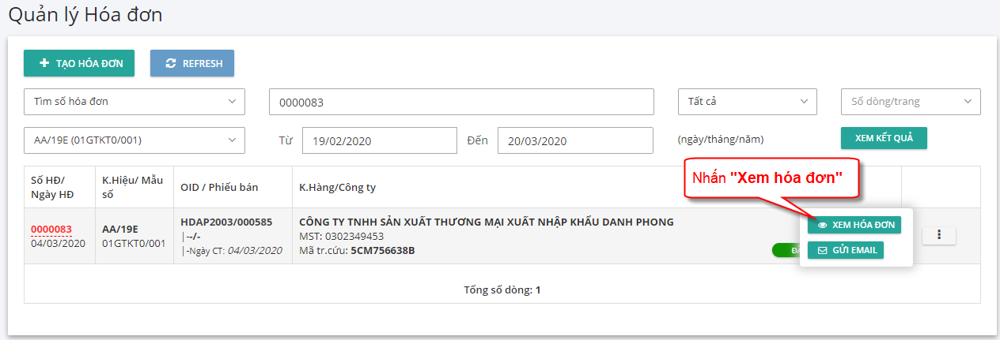 Quản lý Hóa đơn
TẠO HÓA ĐƠN
REFRESH
Tìm số hóa đơn
0000083
Tất cả
Số dòng/trang
AA/19E (01GTKT0/001)
Từ
19/02/2020
Đến
20/03/2020
(ngày/tháng/năm)
XEM KẾT QUẢ
Nhấn "Xem hóa đơn"
Số HĐ/
Ngày HĐ
K.Hiệu/ Mẫu
số
OID / Phiếu bán
K.Hàng/Công ty
0000083
04/03/2020
AA/19E
01GTKT0/001
HDAP2003/000585
|--/-
|-Ngày CT: 04/03/2020
CÔNG TY TNHH SẢN XUẤT THƯƠNG MẠI XUẤT NHẬP KHẨU DANH PHONG
MST: 0302349453
Mã tr.cứu: 5CM756638B
XEM HÓA ĐƠN
GỬI EMAIL
Tổng số dòng: 1